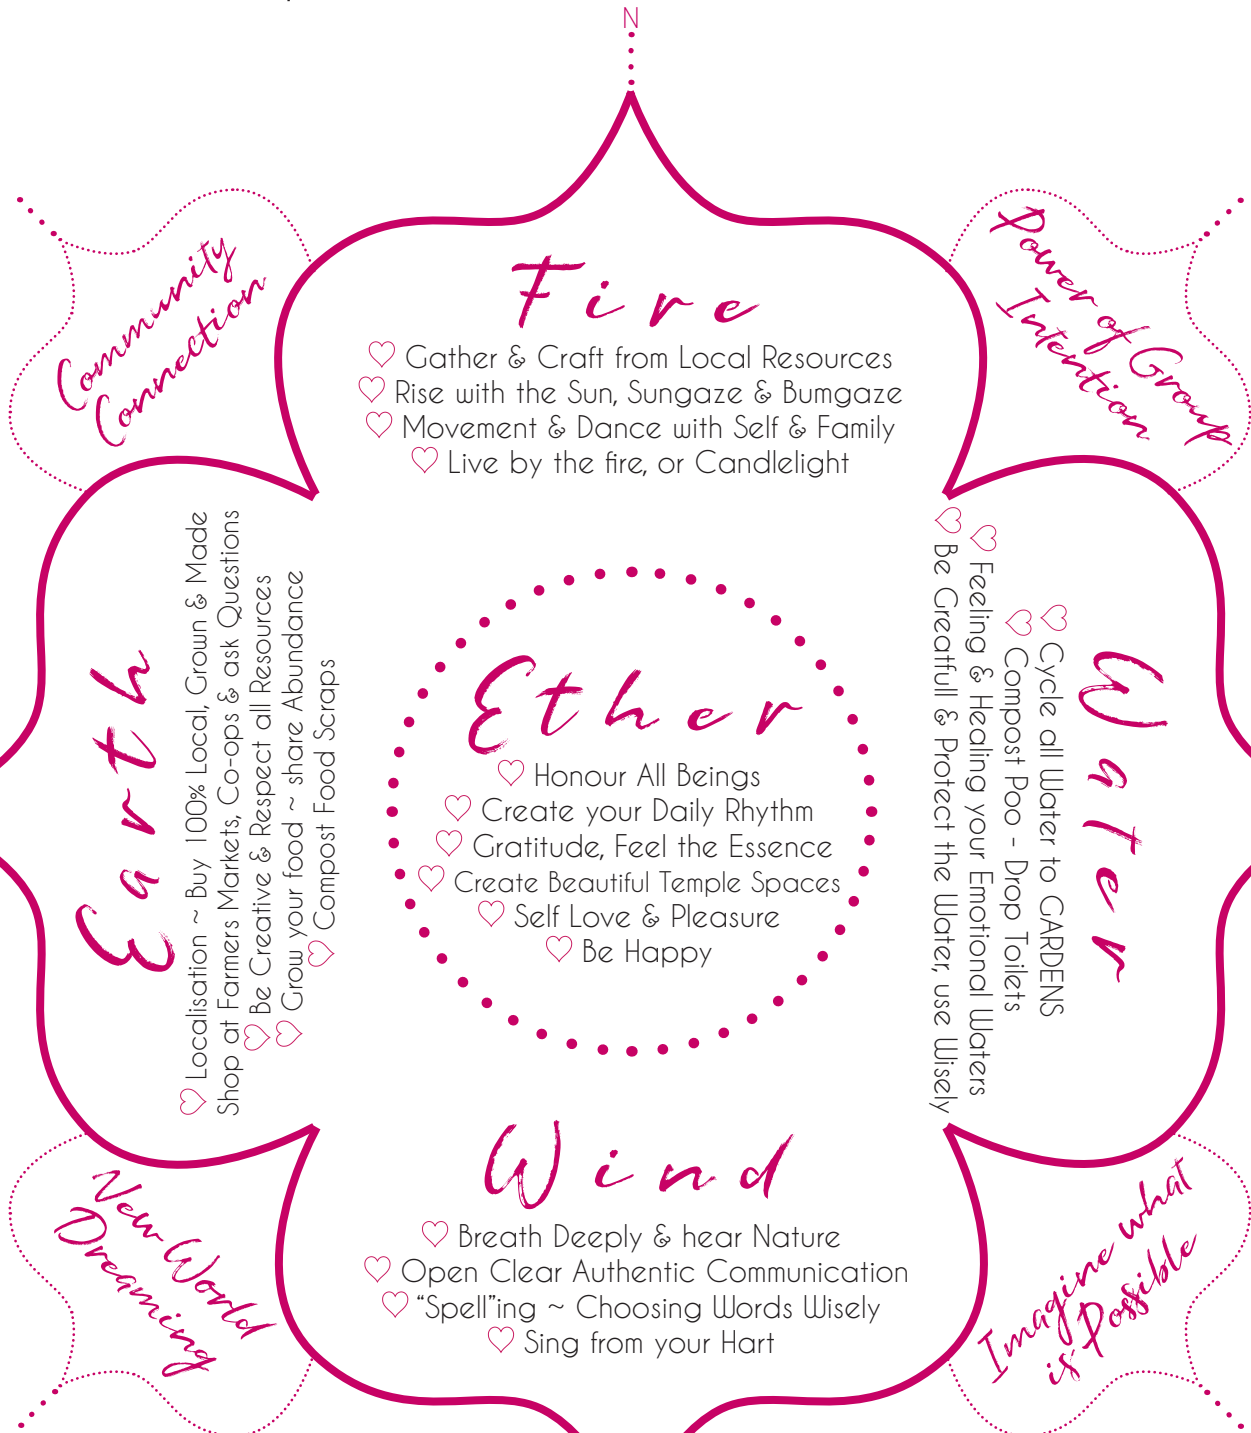 N
Community
Connection
Power of Group
Intention
Fire
Gather & Craft from Local Resources
Rise with the Sun, Sungaze & Bumgaze
Movement & Dance with Self & Family
Live by the fire, or Candlelight
Earth
Localisation ~ Buy 100% Local, Grown & Made
Shop at Farmers Markets, Co-ops & ask Questions
Be Creative & Respect all Resources
Grow your food ~ share Abundance
Compost Food Scraps
Ether
Honour All Beings
Create your Daily Rhythm
Gratitude, Feel the Essence
Create Beautiful Temple Spaces
Self Love & Pleasure
Be Happy
Water
Cycle all Water to GARDENS
Compost Poo - Drop Toilets
Feeling & Healing your Emotional Waters
Be Greatfull & Protect the Water, use Wisely
Wind
Breath Deeply & hear Nature
Open Clear Authentic Communication
“Spell”ing ~ Choosing Words Wisely
Sing from your Hart
New World
Dreaming
Imagine what
is Possible